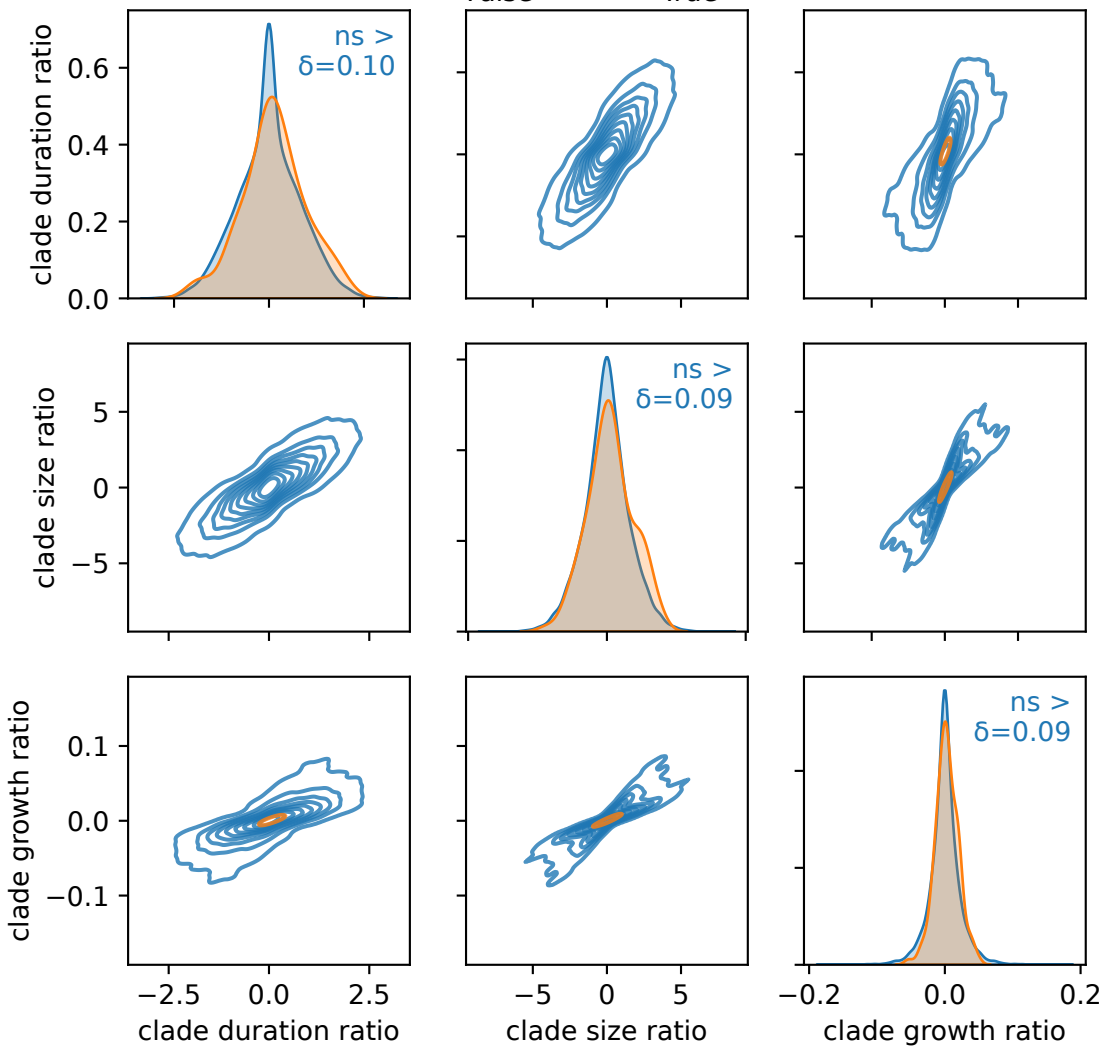 clade duration ratio
0.6
0.4
0.2
0.0
ns >
δ=0.10
clade size ratio
5
0
−5
ns >
δ=0.09
clade growth ratio
0.1
0.0
−0.1
ns >
δ=0.09
−2.5 0.0 2.5
−5 0 5
−0.2 0.0 0.2
clade duration ratio
clade size ratio
clade growth ratio